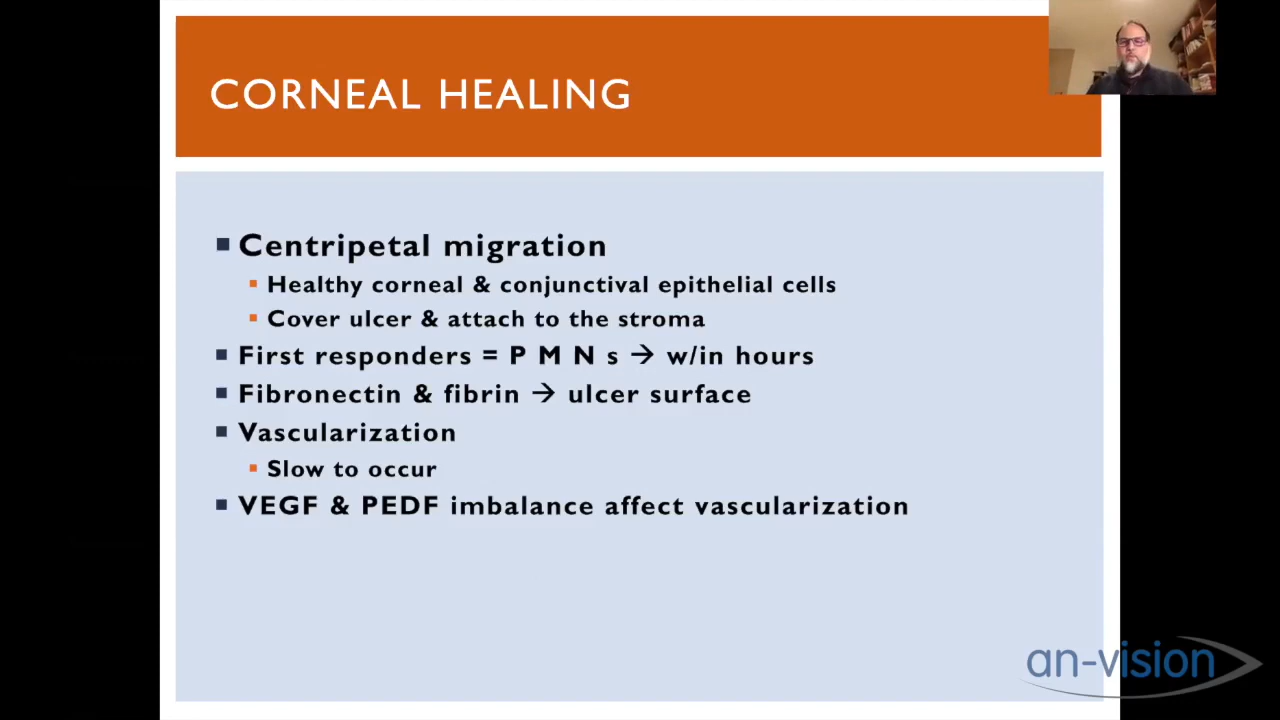 CORNEAL HEALING
Centripetal migration
Healthy corneal & conjunctival epithelial cells
Cover ulcer & attach to the stroma
First responders = P M N s → w/in hours
Fibronectin & fibrin → ulcer surface
Vascularization
Slow to occur
VEGF & PEDF imbalance affect vascularization
an-vision